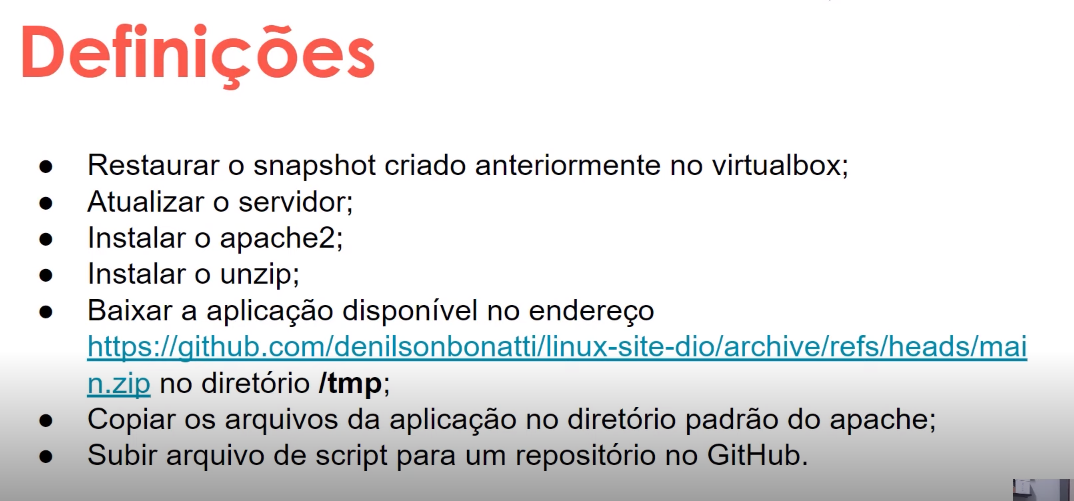 Definições
● Restaurar o snapshot criado anteriormente no virtualbox;
● Atualizar o servidor;
● Instalar o apache2;
● Instalar o unzip;
● Baixar a aplicação disponível no endereço
https://github.com/denilsonbonatti/linux-site-dio/archive/refs/heads/mai
n.zip no diretório /tmp;
● Copiar os arquivos da aplicação no diretório padrão do apache;
● Subir arquivo de script para um repositório no GitHub.